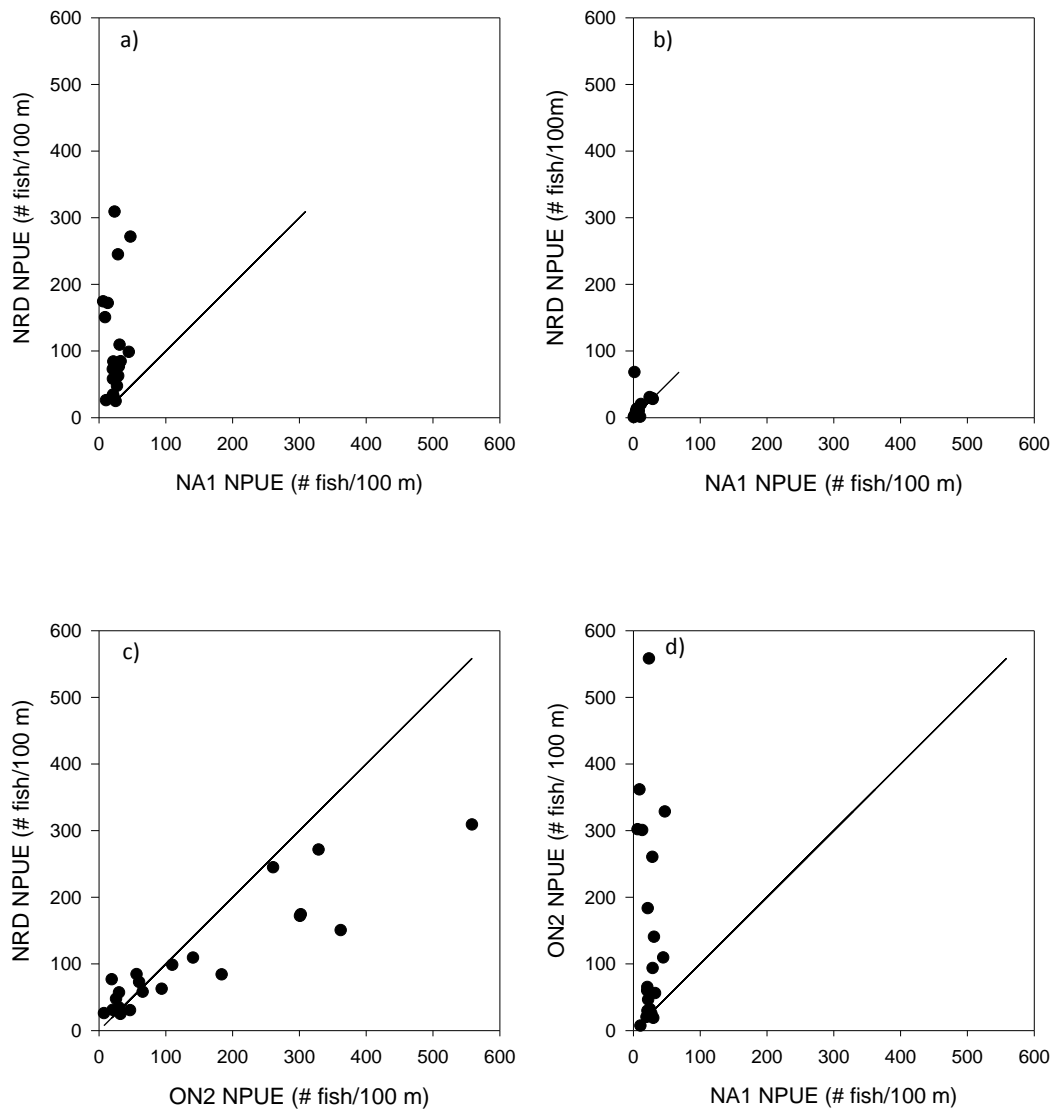 a)
600
500
400
300
200
100
0
NRD NPUE (# fish/100 m)
0 100 200 300 400 500 600
NA1 NPUE (# fish/100 m)
b)
600
500
400
300
200
100
0
NRD NPUE (# fish/100m)
0 100 200 300 400 500 600
NA1 NPUE (# fish/100 m)
c)
600
500
400
300
200
100
0
NRD NPUE (# fish/100 m)
0 100 200 300 400 500 600
ON2 NPUE (# fish/100 m)
d)
600
500
400
300
200
100
0
ON2 NPUE (# fish/ 100 m)
0 100 200 300 400 500 600
NA1 NPUE (# fish/100 m)